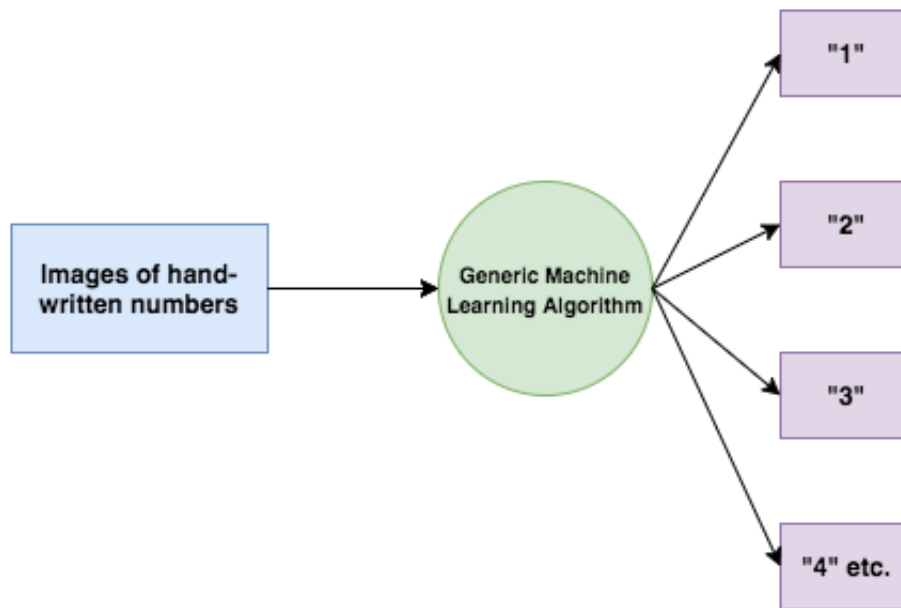 Images of hand-
written numbers
Generic Machine
Learning Algorithm
"1"
"2"
"3"
"4" etc.